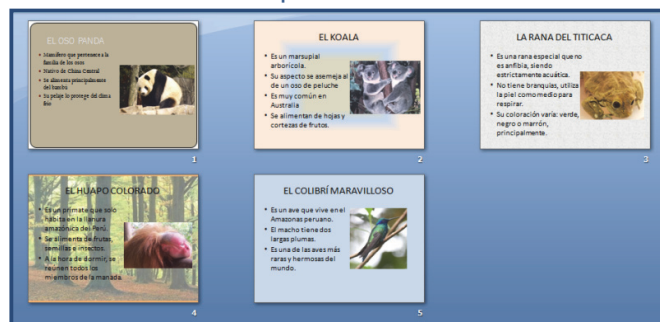 EL OSO PANDA
• Mamífero que pertenece a la
familia de los osos
• Nativo de China Central
• Se alimenta principalmente
del bambú
• Su pelaje lo protege del clima
frío
1
EL KOALA
• Es un marsupial
arborícola.
• Su aspecto se asemeja al
de un oso de peluche
• Es muy común en
Australia
• Se alimentan de hojas y
cortezas de frutos.
2
LA RANA DEL TITICACA
• Es una rana especial que no
es anfibia, siendo
estrictamente acuática.
• No tiene branquias, utiliza
la piel como medio para
respirar.
• Su coloración varía: verde,
negro o marrón,
principalmente.
3
EL HUAPO COLORADO
• Es un primate que solo
habita en la llanura
amazónica del Perú.
• Se alimenta de frutas,
semillas e insectos.
• A la hora de dormir, se
reúnen todos los
miembros de la manada.
4
EL COLIBRÍ MARAVILLOSO
• Es un ave que vive en el
Amazonas peruano.
• El macho tiene dos
largas plumas.
• Es una de las aves más
raras y hermosas del
mundo.
5